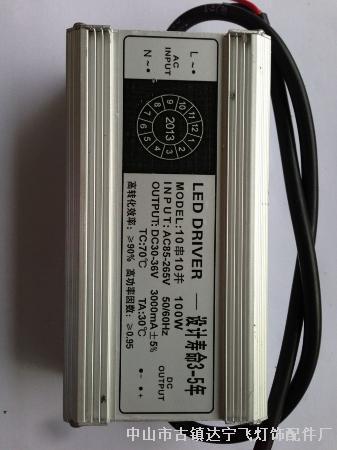 L ~•
AC
INPUT
N ~•
1 2 3 4 5 6 7 8 9 10 11 12
2013
LED DRIVER — 设计寿命3-5年
MODEL:10串10并 100W
INPUT:AC85-265V 50/60Hz
OUTPUT:DC30-36V 3000mA±5%
TC:70℃ TA:30℃
高转化效率:≥90% 高功率因数:≥0.95
DC
OUTPUT
• -
• +
中山市古镇达宁飞灯饰配件厂